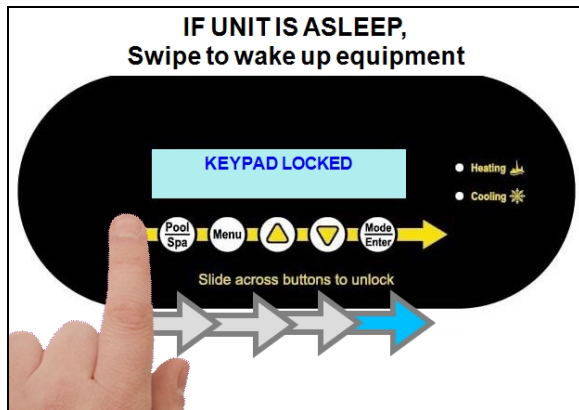 IF UNIT IS ASLEEP,
Swipe to wake up equipment
KEYPAD LOCKED
Heating
Cooling
Pool
Spa
Menu
Mode
Enter
Slide across buttons to unlock